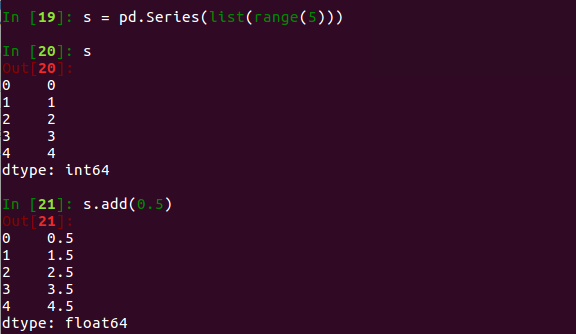 In [19]: s = pd.Series(list(range(5)))
In [20]: s
Out[20]:
0    0
1    1
2    2
3    3
4    4
dtype: int64
In [21]: s.add(0.5)
Out[21]:
0    0.5
1    1.5
2    2.5
3    3.5
4    4.5
dtype: float64